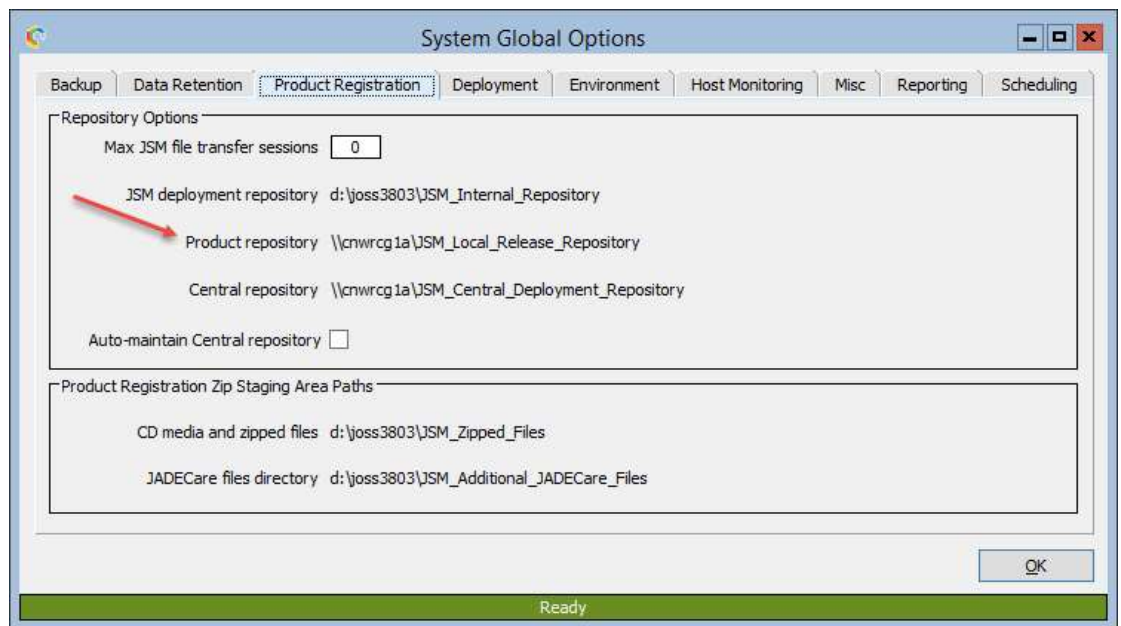 System Global Options
Backup Data Retention Product Registration Deployment Environment Host Monitoring Misc Reporting Scheduling
Repository Options
Max JSM file transfer sessions 0
JSM deployment repository d:\joss3803\JSM_Internal_Repository
Product repository \\cnwrcg1a\JSM_Local_Release_Repository
Central repository \\cnwrcg1a\JSM_Central_Deployment_Repository
Auto-maintain Central repository
Product Registration Zip Staging Area Paths
CD media and zipped files d:\joss3803\JSM_Zipped_Files
JADECare files directory d:\joss3803\JSM_Additional_JADECare_Files
OK
Ready